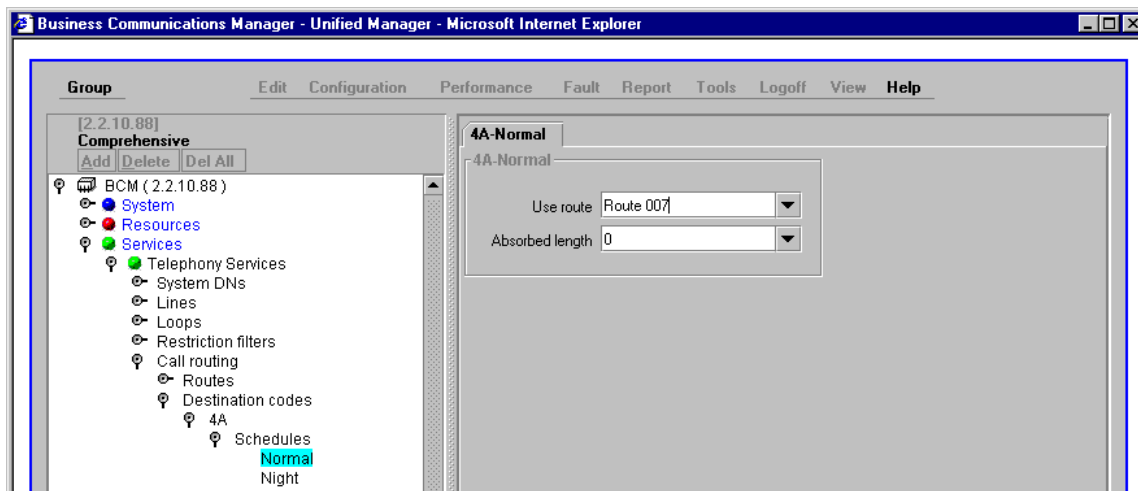 Business Communications Manager - Unified Manager - Microsoft Internet Explorer
Group Edit Configuration Performance Fault Report Tools Logoff View Help
[2.2.10.88]
Comprehensive
Add Delete Del All
BCM ( 2.2.10.88 )
System
Resources
Services
Telephony Services
System DNs
Lines
Loops
Restriction filters
Call routing
Routes
Destination codes
4A
Schedules
Normal
Night
4A-Normal
4A-Normal
Use route Route 007
Absorbed length 0